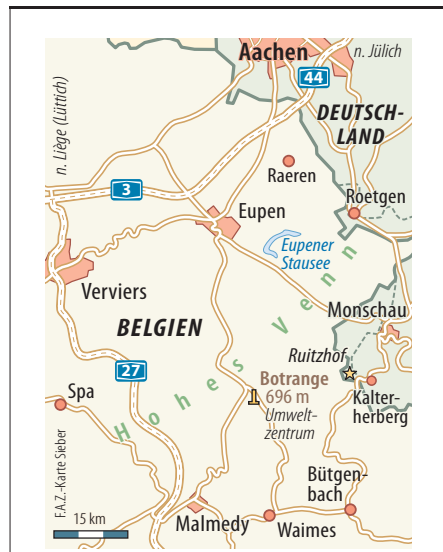 Aachen
n. Jülich
44
n. Liège (Lüttich)
DEUTSCH-
LAND
Raeren
3
Roetgen
Eupen
Eupener
Stausee
Hohes Venn
Verviers
Monschau
BELGIEN
Ruitzhof
27
Botrange
696 m
Umwelt-
zentrum
Kalter-
herberg
Spa
F.A.Z.-Karte Sieber
15 km
Bütgen-
bach
Malmedy
Waimes